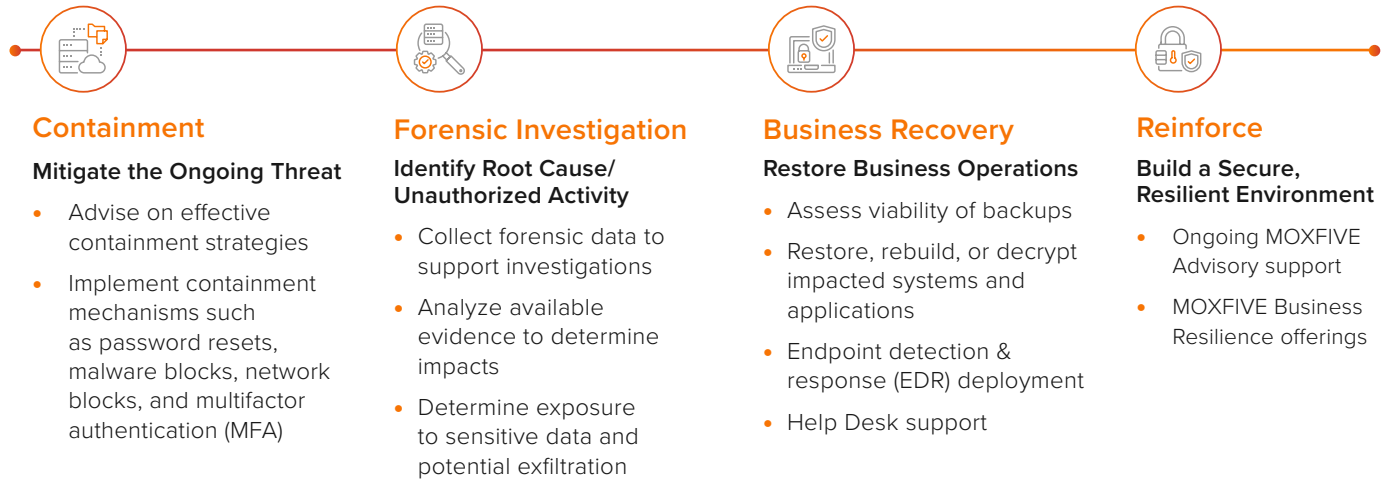 Containment
Mitigate the Ongoing Threat
• Advise on effective
containment strategies
• Implement containment
mechanisms such
as password resets,
malware blocks, network
blocks, and multifactor
authentication (MFA)
Forensic Investigation
Identify Root Cause/
Unauthorized Activity
• Collect forensic data to
support investigations
• Analyze available
evidence to determine
impacts
• Determine exposure
to sensitive data and
potential exfiltration
Business Recovery
Restore Business Operations
• Assess viability of backups
• Restore, rebuild, or decrypt
impacted systems and
applications
• Endpoint detection &
response (EDR) deployment
• Help Desk support
Reinforce
Build a Secure,
Resilient Environment
• Ongoing MOXFIVE
Advisory support
• MOXFIVE Business
Resilience offerings